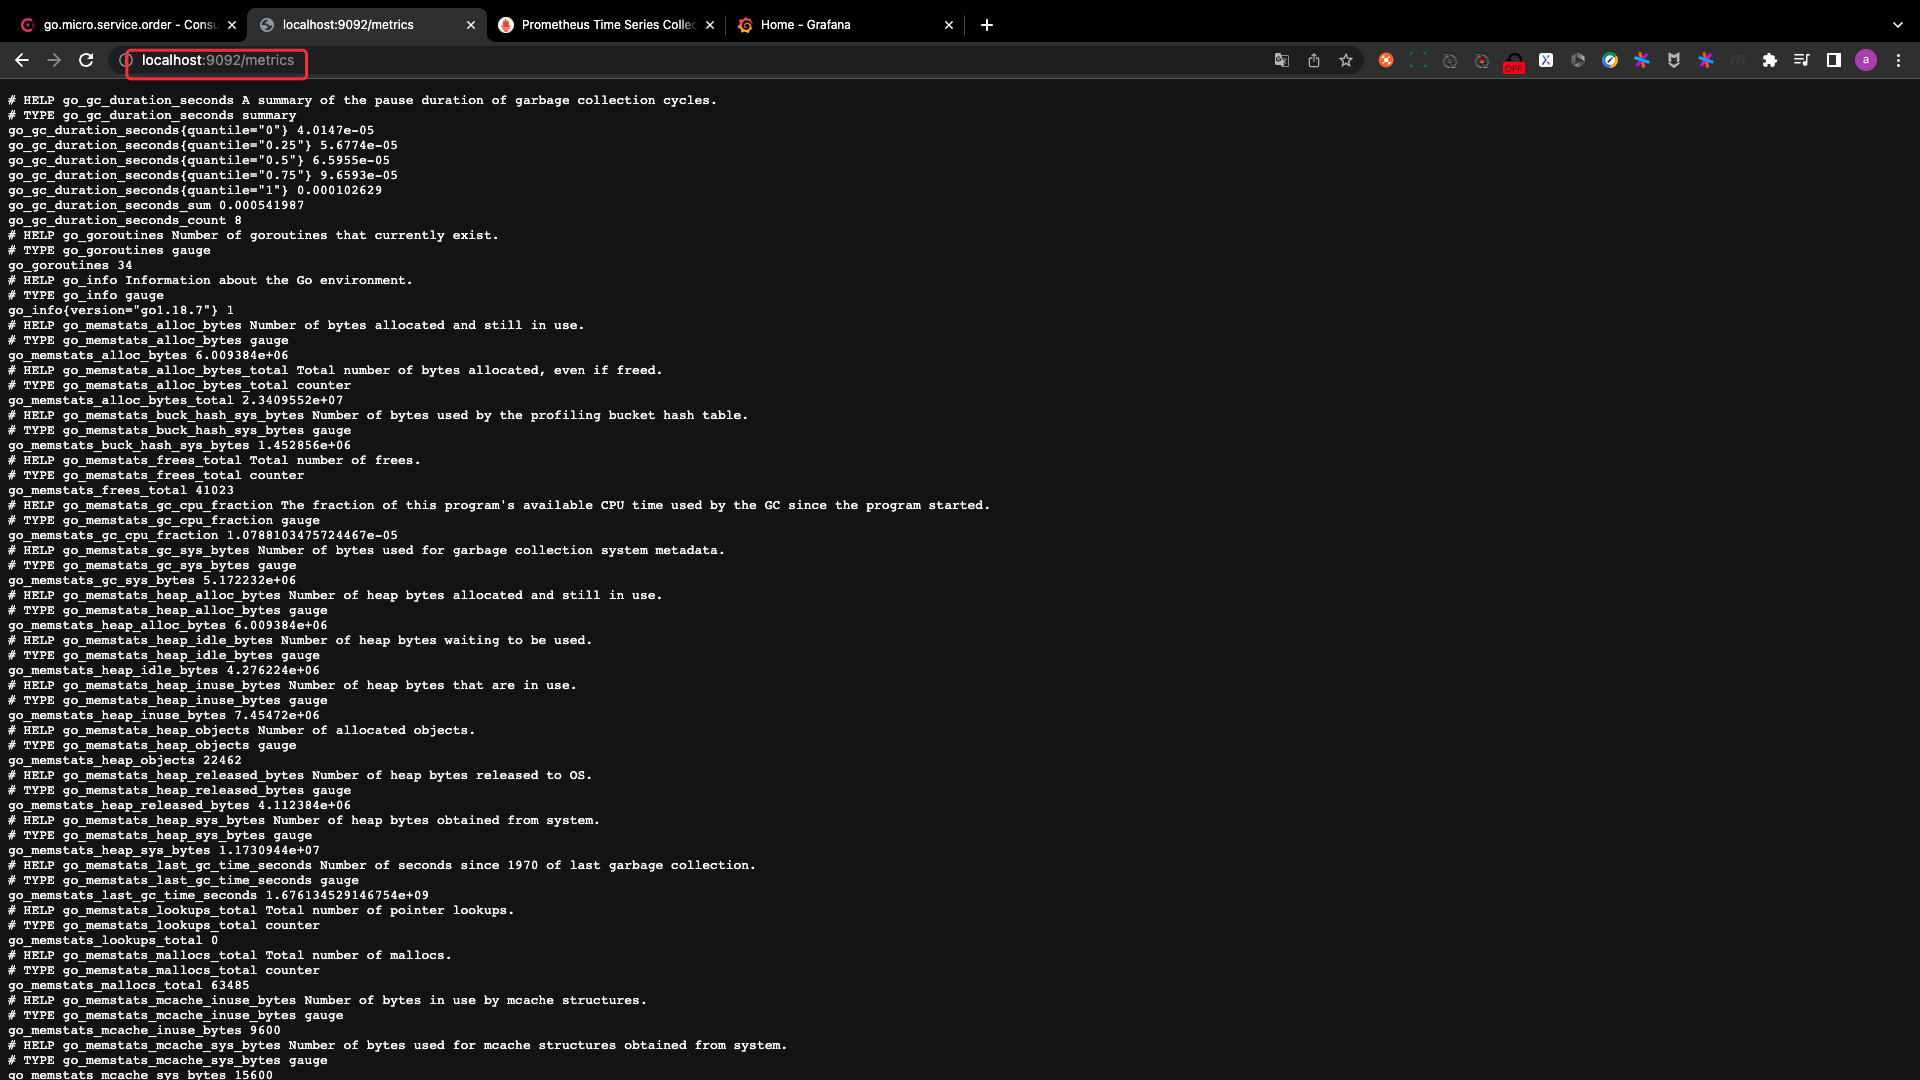 go.micro.service.order - Consu
localhost:9092/metrics
Prometheus Time Series Collec
Home - Grafana
localhost:9092/metrics
OFF
a
# HELP go_gc_duration_seconds A summary of the pause duration of garbage collection cycles.
# TYPE go_gc_duration_seconds summary
go_gc_duration_seconds{quantile="0"} 4.0147e-05
go_gc_duration_seconds{quantile="0.25"} 5.6774e-05
go_gc_duration_seconds{quantile="0.5"} 6.5955e-05
go_gc_duration_seconds{quantile="0.75"} 9.6593e-05
go_gc_duration_seconds{quantile="1"} 0.000102629
go_gc_duration_seconds_sum 0.000541987
go_gc_duration_seconds_count 8
# HELP go_goroutines Number of goroutines that currently exist.
# TYPE go_goroutines gauge
go_goroutines 34
# HELP go_info Information about the Go environment.
# TYPE go_info gauge
go_info{version="go1.18.7"} 1
# HELP go_memstats_alloc_bytes Number of bytes allocated and still in use.
# TYPE go_memstats_alloc_bytes gauge
go_memstats_alloc_bytes 6.009384e+06
# HELP go_memstats_alloc_bytes_total Total number of bytes allocated, even if freed.
# TYPE go_memstats_alloc_bytes_total counter
go_memstats_alloc_bytes_total 2.3409552e+07
# HELP go_memstats_buck_hash_sys_bytes Number of bytes used by the profiling bucket hash table.
# TYPE go_memstats_buck_hash_sys_bytes gauge
go_memstats_buck_hash_sys_bytes 1.452856e+06
# HELP go_memstats_frees_total Total number of frees.
# TYPE go_memstats_frees_total counter
go_memstats_frees_total 41023
# HELP go_memstats_gc_cpu_fraction The fraction of this program's available CPU time used by the GC since the program started.
# TYPE go_memstats_gc_cpu_fraction gauge
go_memstats_gc_cpu_fraction 1.0788103475724467e-05
# HELP go_memstats_gc_sys_bytes Number of bytes used for garbage collection system metadata.
# TYPE go_memstats_gc_sys_bytes gauge
go_memstats_gc_sys_bytes 5.172232e+06
# HELP go_memstats_heap_alloc_bytes Number of heap bytes allocated and still in use.
# TYPE go_memstats_heap_alloc_bytes gauge
go_memstats_heap_alloc_bytes 6.009384e+06
# HELP go_memstats_heap_idle_bytes Number of heap bytes waiting to be used.
# TYPE go_memstats_heap_idle_bytes gauge
go_memstats_heap_idle_bytes 4.276224e+06
# HELP go_memstats_heap_inuse_bytes Number of heap bytes that are in use.
# TYPE go_memstats_heap_inuse_bytes gauge
go_memstats_heap_inuse_bytes 7.45472e+06
# HELP go_memstats_heap_objects Number of allocated objects.
# TYPE go_memstats_heap_objects gauge
go_memstats_heap_objects 22462
# HELP go_memstats_heap_released_bytes Number of heap bytes released to OS.
# TYPE go_memstats_heap_released_bytes gauge
go_memstats_heap_released_bytes 4.112384e+06
# HELP go_memstats_heap_sys_bytes Number of heap bytes obtained from system.
# TYPE go_memstats_heap_sys_bytes gauge
go_memstats_heap_sys_bytes 1.1730944e+07
# HELP go_memstats_last_gc_time_seconds Number of seconds since 1970 of last garbage collection.
# TYPE go_memstats_last_gc_time_seconds gauge
go_memstats_last_gc_time_seconds 1.676134529146754e+09
# HELP go_memstats_lookups_total Total number of pointer lookups.
# TYPE go_memstats_lookups_total counter
go_memstats_lookups_total 0
# HELP go_memstats_mallocs_total Total number of mallocs.
# TYPE go_memstats_mallocs_total counter
go_memstats_mallocs_total 63485
# HELP go_memstats_mcache_inuse_bytes Number of bytes in use by mcache structures.
# TYPE go_memstats_mcache_inuse_bytes gauge
go_memstats_mcache_inuse_bytes 9600
# HELP go_memstats_mcache_sys_bytes Number of bytes used for mcache structures obtained from system.
# TYPE go_memstats_mcache_sys_bytes gauge
go_memstats_mcache_sys_bytes 15600